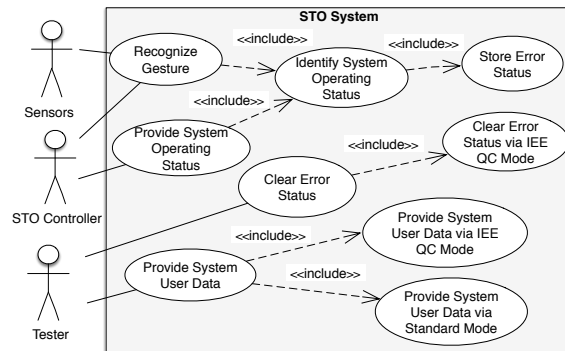 STO System
Recognize
Gesture
<<include>>
Identify System
Operating
Status
<<include>>
Store Error
Status
Sensors
<<include>>
Provide System
Operating
Status
STO Controller
Clear Error
Status
<<include>>
Clear Error
Status via IEE
QC Mode
Provide System
User Data
<<include>>
Provide System
User Data via IEE
QC Mode
<<include>>
Provide System
User Data via
Standard Mode
Tester